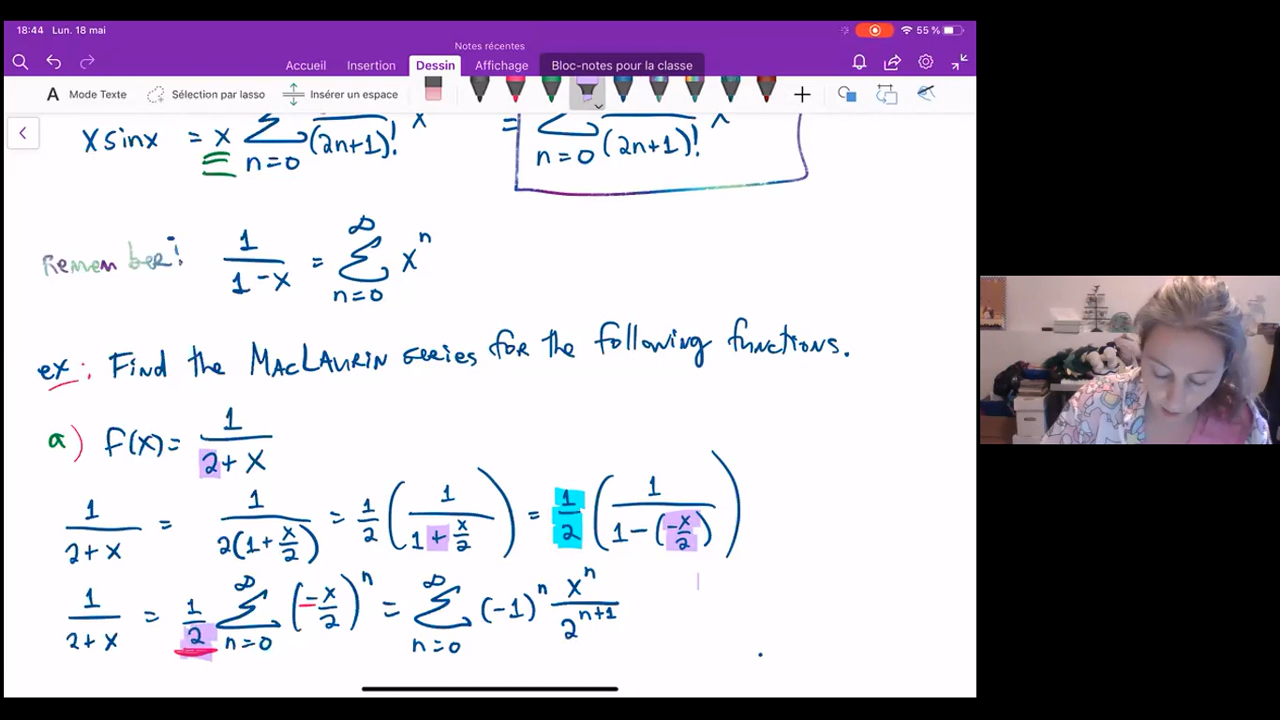 18:44 Lun. 18 mai 55 %
Notes récentes
Accueil Insertion Dessin Affichage Bloc-notes pour la classe
A Mode Texte Sélection par lasso Insérer un espace
x sin x = x ∑ n=0 (2n+1)! x = ∑ n=0 (2n+1)!
Remember! 1/(1-x) = ∑_{n=0}^{∞} x^n
ex: Find the MacLaurin series for the following functions.
a) f(x) = 1/(2+x)
1/(2+x) = 1/(2(1+x/2)) = 1/2 (1/(1+x/2)) = 1/2 (1/(1-(-x/2)))
1/(2+x) = 1/2 ∑_{n=0}^{∞} (-x/2)^n = ∑_{n=0}^{∞} (-1)^n x^n/2^{n+1}